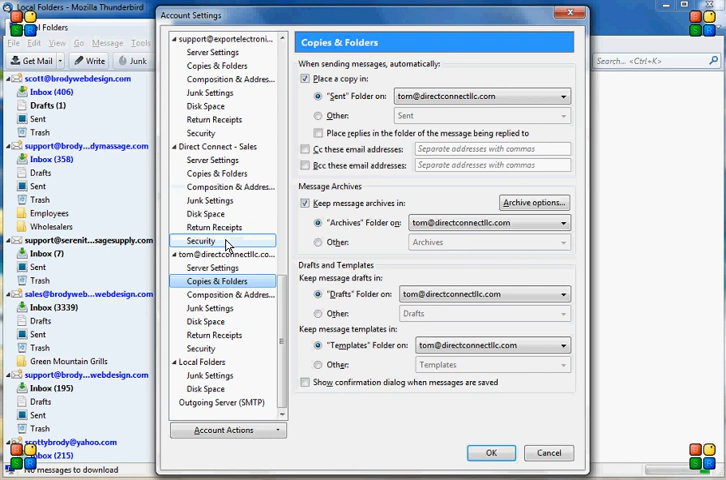 Local Folders - Mozilla Thunderbird
Local Folders
File Edit View Go Message Tools
Get Mail
Write
Junk
Search... <Ctrl+K>
scott@brodywebdesign.com
Inbox (406)
Drafts (1)
Sent
Trash
support@brody...dymassage.com
Inbox (358)
Drafts
Sent
Trash
Employees
Wholesalers
support@serenit...sagesupply.com
Inbox (7)
Sent
Trash
sales@brodyweb...webdesign.com
Inbox (3339)
Drafts
Sent
Trash
Green Mountain Grills
support@brody...webdesign.com
Inbox (195)
Drafts
Sent
Trash
scottybrody@yahoo.com
Inbox (215)
No messages to download
Account Settings
support@exportelectroni...
Server Settings
Copies & Folders
Composition & Addres...
Junk Settings
Disk Space
Return Receipts
Security
Direct Connect - Sales
Server Settings
Copies & Folders
Composition & Addres...
Junk Settings
Disk Space
Return Receipts
Security
tom@directconnectllc.co...
Server Settings
Copies & Folders
Composition & Addres...
Junk Settings
Disk Space
Return Receipts
Security
Local Folders
Junk Settings
Disk Space
Outgoing Server (SMTP)
Account Actions
Copies & Folders
When sending messages, automatically:
Place a copy in:
"Sent" Folder on: tom@directconnectllc.com
Other: Sent
Place replies in the folder of the message being replied to
Cc these email addresses: Separate addresses with commas
Bcc these email addresses: Separate addresses with commas
Message Archives
Keep message archives in: Archive options...
"Archives" Folder on: tom@directconnectllc.com
Other: Archives
Drafts and Templates
Keep message drafts in:
"Drafts" Folder on: tom@directconnectllc.com
Other: Drafts
Keep message templates in:
"Templates" Folder on: tom@directconnectllc.com
Other: Templates
Show confirmation dialog when messages are saved
OK
Cancel